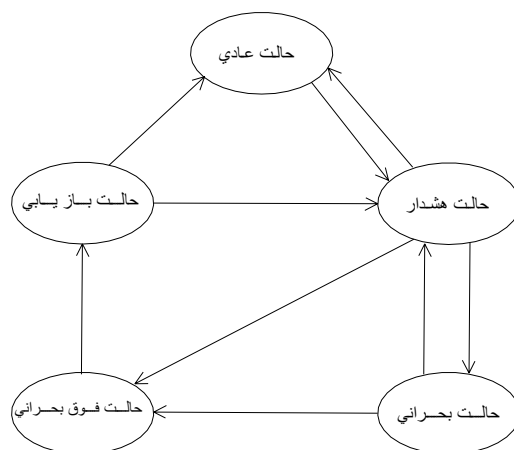 حالت عادي
حالت هشدار
حالت باز يابي
حالت بحراني
حالت فوق بحراني